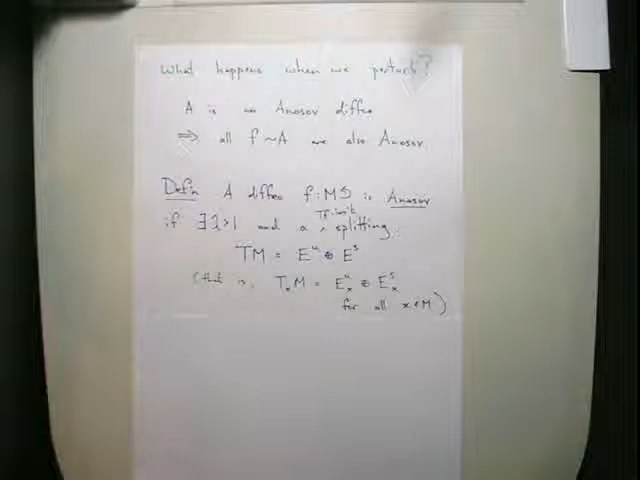 What happens when we perturb?
A is an Anosov diffeo
⇒ all f ~ A are also Anosov.
Defn A diffeo f: M↺ is Anosov
if ∃ λ>1 and a Tf-inv't splitting
TM = E^u ⊕ E^s
(that is, T_xM = E^u_x ⊕ E^s_x
for all x ∈ M)